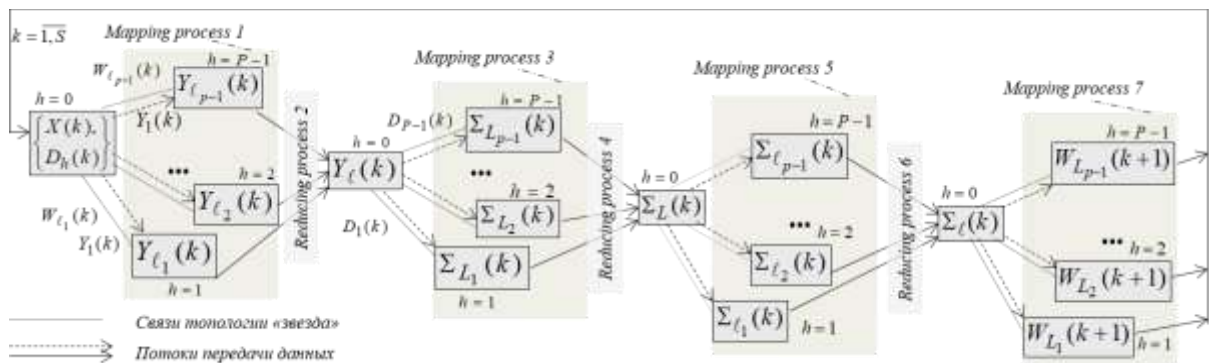 k = 1,S
Mapping process 1
h = P − 1
W_{ℓ_{p−1}}(k)
Y_{ℓ_{p−1}}(k)
h = 0
Y_1(k)
{X(k),
D_h(k)}
•••
h = 2
Y_{ℓ_2}(k)
W_{ℓ_1}(k)
Y_1(k)
Y_{ℓ_1}(k)
h = 1
Reducing process 2
h = 0
Y_ℓ(k)
Mapping process 3
h = P − 1
D_{P−1}(k)
Σ_{L_{p−1}}(k)
•••
h = 2
Σ_{L_2}(k)
D_1(k)
Σ_{L_1}(k)
h = 1
Reducing process 4
h = 0
Σ_L(k)
Mapping process 5
h = P − 1
Σ_{ℓ_{p−1}}(k)
•••
h = 2
Σ_{ℓ_2}(k)
Σ_{ℓ_1}(k)
h = 1
Reducing process 6
h = 0
Σ_ℓ(k)
Mapping process 7
h = P − 1
W_{L_{p−1}}(k+1)
•••
h = 2
W_{L_2}(k+1)
W_{L_1}(k+1)
h = 1
Связи топологии «звезда»
Потоки передачи данных